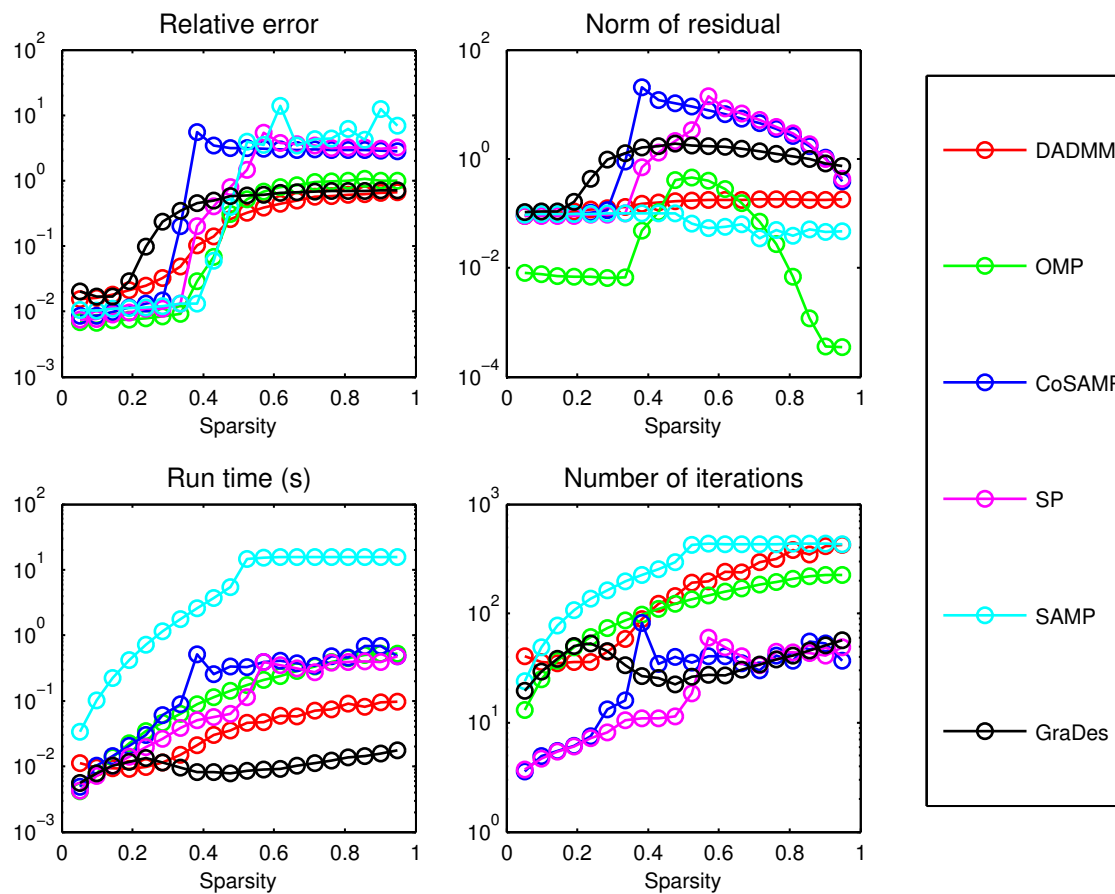 Relative error
10^2
10^1
10^0
10^−1
10^−2
10^−3
0 0.2 0.4 0.6 0.8 1
Sparsity
Norm of residual
10^2
10^0
10^−2
10^−4
0 0.2 0.4 0.6 0.8 1
Sparsity
Run time (s)
10^2
10^1
10^0
10^−1
10^−2
10^−3
0 0.2 0.4 0.6 0.8 1
Sparsity
Number of iterations
10^3
10^2
10^1
10^0
0 0.2 0.4 0.6 0.8 1
Sparsity
DADMM
OMP
CoSAMP
SP
SAMP
GraDes